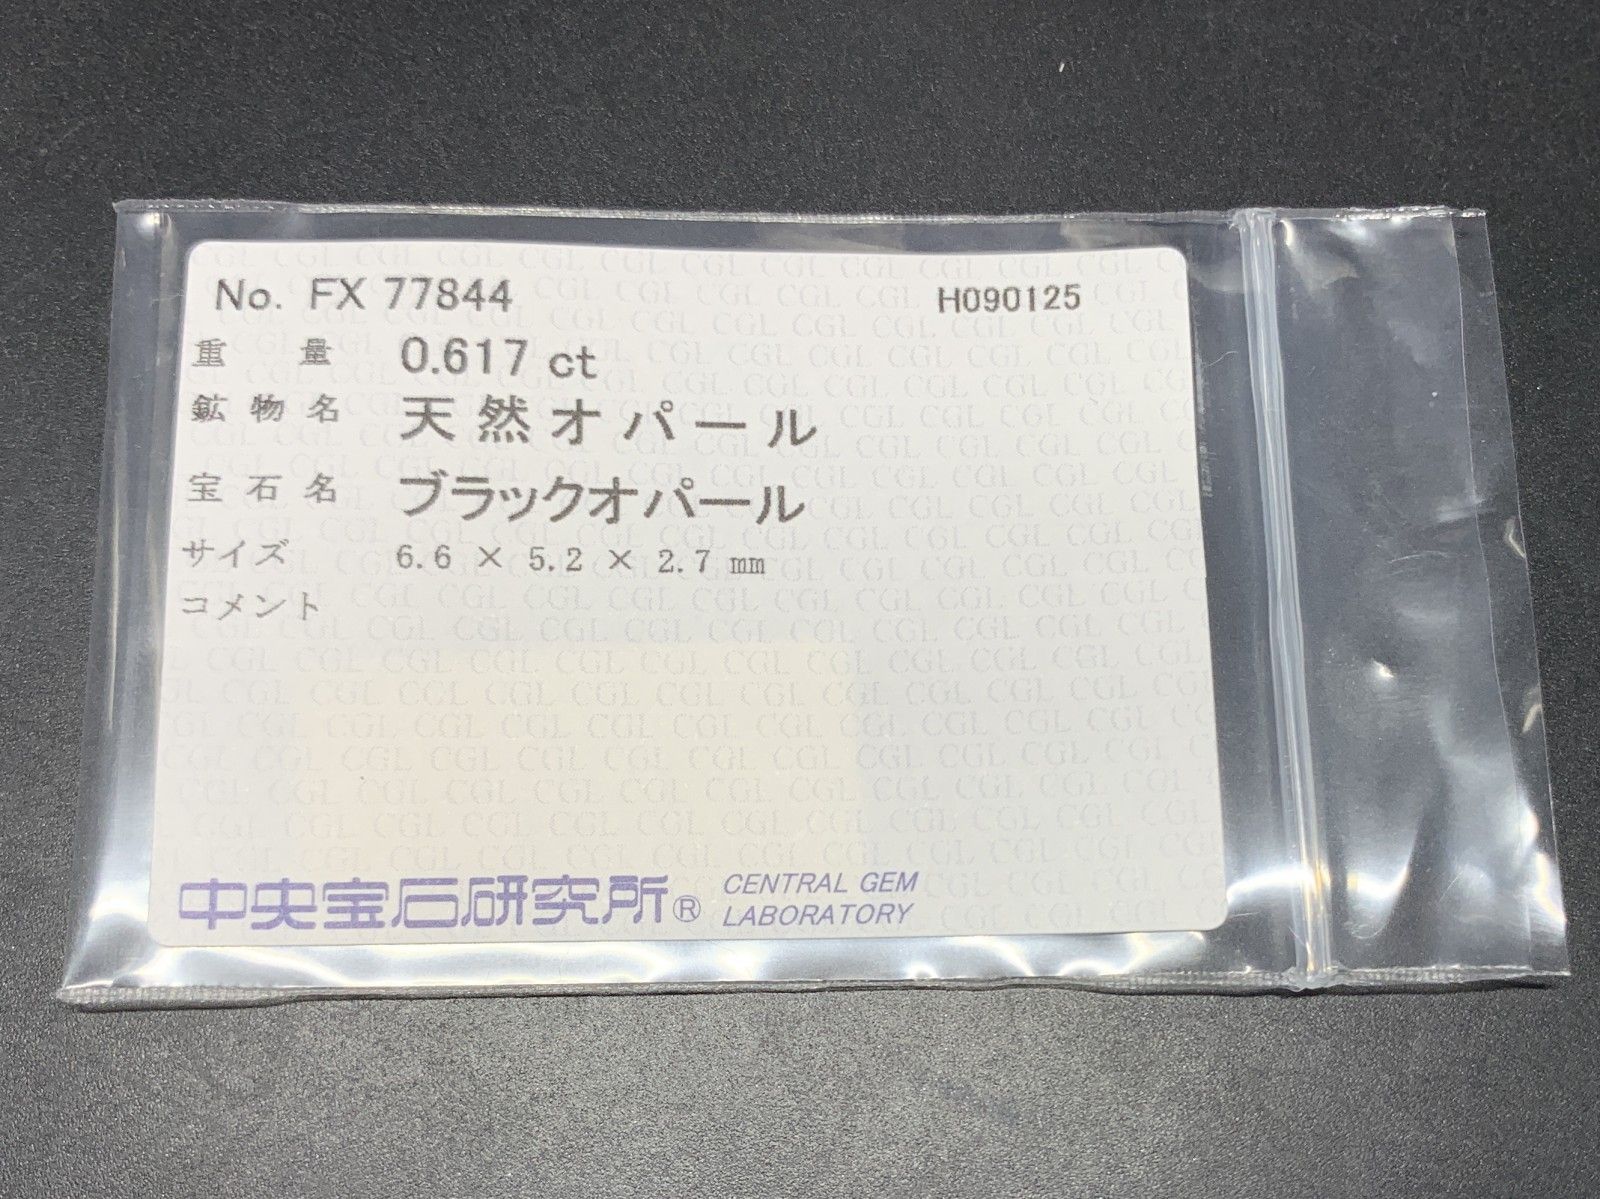 No. FX 77844 H090125
重量 0.617 ct
鉱物名 天然オパール
宝石名 ブラックオパール
サイズ 6.6 × 5.2 × 2.7 mm
コメント
中央宝石研究所® CENTRAL GEM
LABORATORY